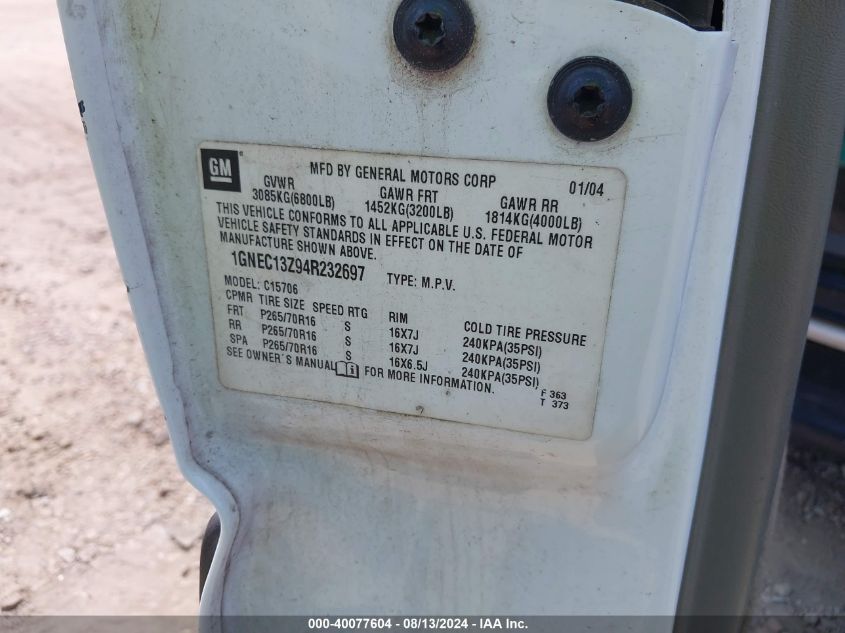 GM ®
MFD BY GENERAL MOTORS CORP 01/04
GVWR GAWR FRT GAWR RR
3085KG(6800LB) 1452KG(3200LB) 1814KG(4000LB)
THIS VEHICLE CONFORMS TO ALL APPLICABLE U.S. FEDERAL MOTOR
VEHICLE SAFETY STANDARDS IN EFFECT ON THE DATE OF
MANUFACTURE SHOWN ABOVE.
1GNEC13Z94R232697 TYPE: M.P.V.
MODEL: C15706
CPMR TIRE SIZE SPEED RTG RIM COLD TIRE PRESSURE
FRT P265/70R16 S 16X7J 240KPA(35PSI)
RR P265/70R16 S 16X7J 240KPA(35PSI)
SPA P265/70R16 S 16X6.5J 240KPA(35PSI)
SEE OWNER'S MANUAL FOR MORE INFORMATION.
F 363
T 373
000-40077604 - 08/13/2024 - IAA Inc.